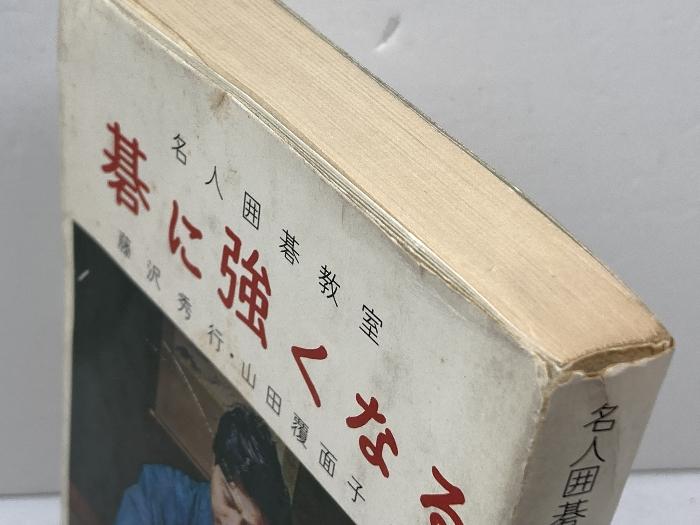 名人囲碁教室
碁に強くなる
藤沢秀行・山田覆面子
名人囲碁